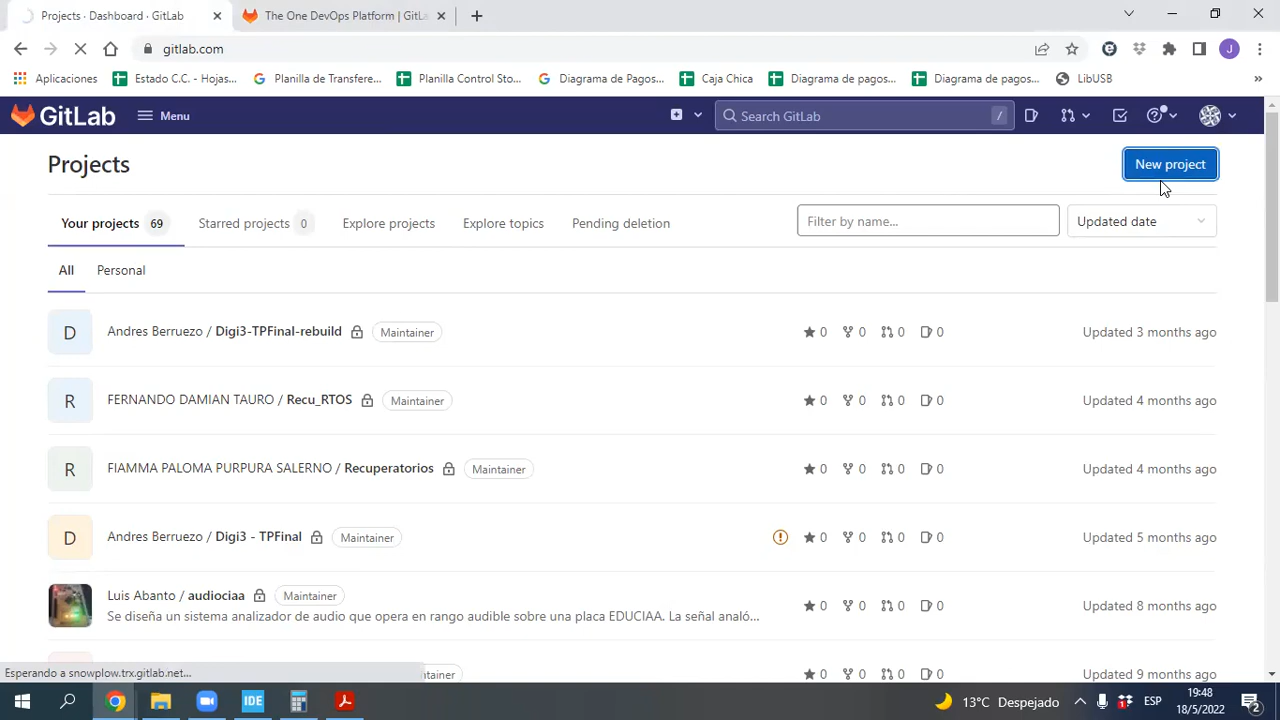 Projects · Dashboard · GitLab
The One DevOps Platform | GitLa
gitlab.com
Aplicaciones
Estado C.C. - Hojas...
Planilla de Transfere...
Planilla Control Sto...
Diagrama de Pagos...
Caja Chica
Diagrama de pagos...
Diagrama de pagos...
LibUSB
»
GitLab
Menu
Search GitLab
/
Projects
New project
Your projects 69
Starred projects 0
Explore projects
Explore topics
Pending deletion
Filter by name...
Updated date
All
Personal
D
Andres Berruezo / Digi3-TPFinal-rebuild
Maintainer
0 0 0 0
Updated 3 months ago
R
FERNANDO DAMIAN TAURO / Recu_RTOS
Maintainer
0 0 0 0
Updated 4 months ago
R
FIAMMA PALOMA PURPURA SALERNO / Recuperatorios
Maintainer
0 0 0 0
Updated 4 months ago
D
Andres Berruezo / Digi3 - TPFinal
Maintainer
0 0 0 0
Updated 5 months ago
Luis Abanto / audiociaa
Maintainer
Se diseña un sistema analizador de audio que opera en rango audible sobre una placa EDUCIAA. La señal analó...
0 0 0 0
Updated 8 months ago
0 0 0 0
Updated 9 months ago
Esperando a snowplow.trx.gitlab.net...
tainer
IDE
13°C Despejado
ESP
19:48
18/5/2022
2
J